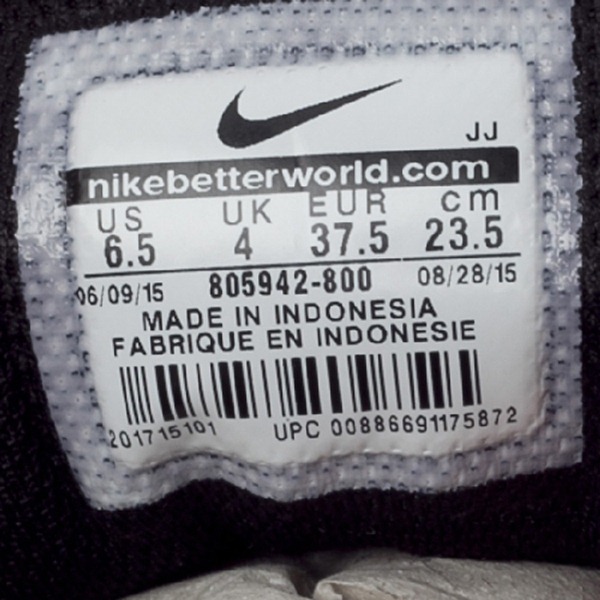 JJ
nikebetterworld.com
US UK EUR cm
6.5 4 37.5 23.5
06/09/15 805942-800 08/28/15
MADE IN INDONESIA
FABRIQUE EN INDONESIE
201715101 UPC 00886691175872